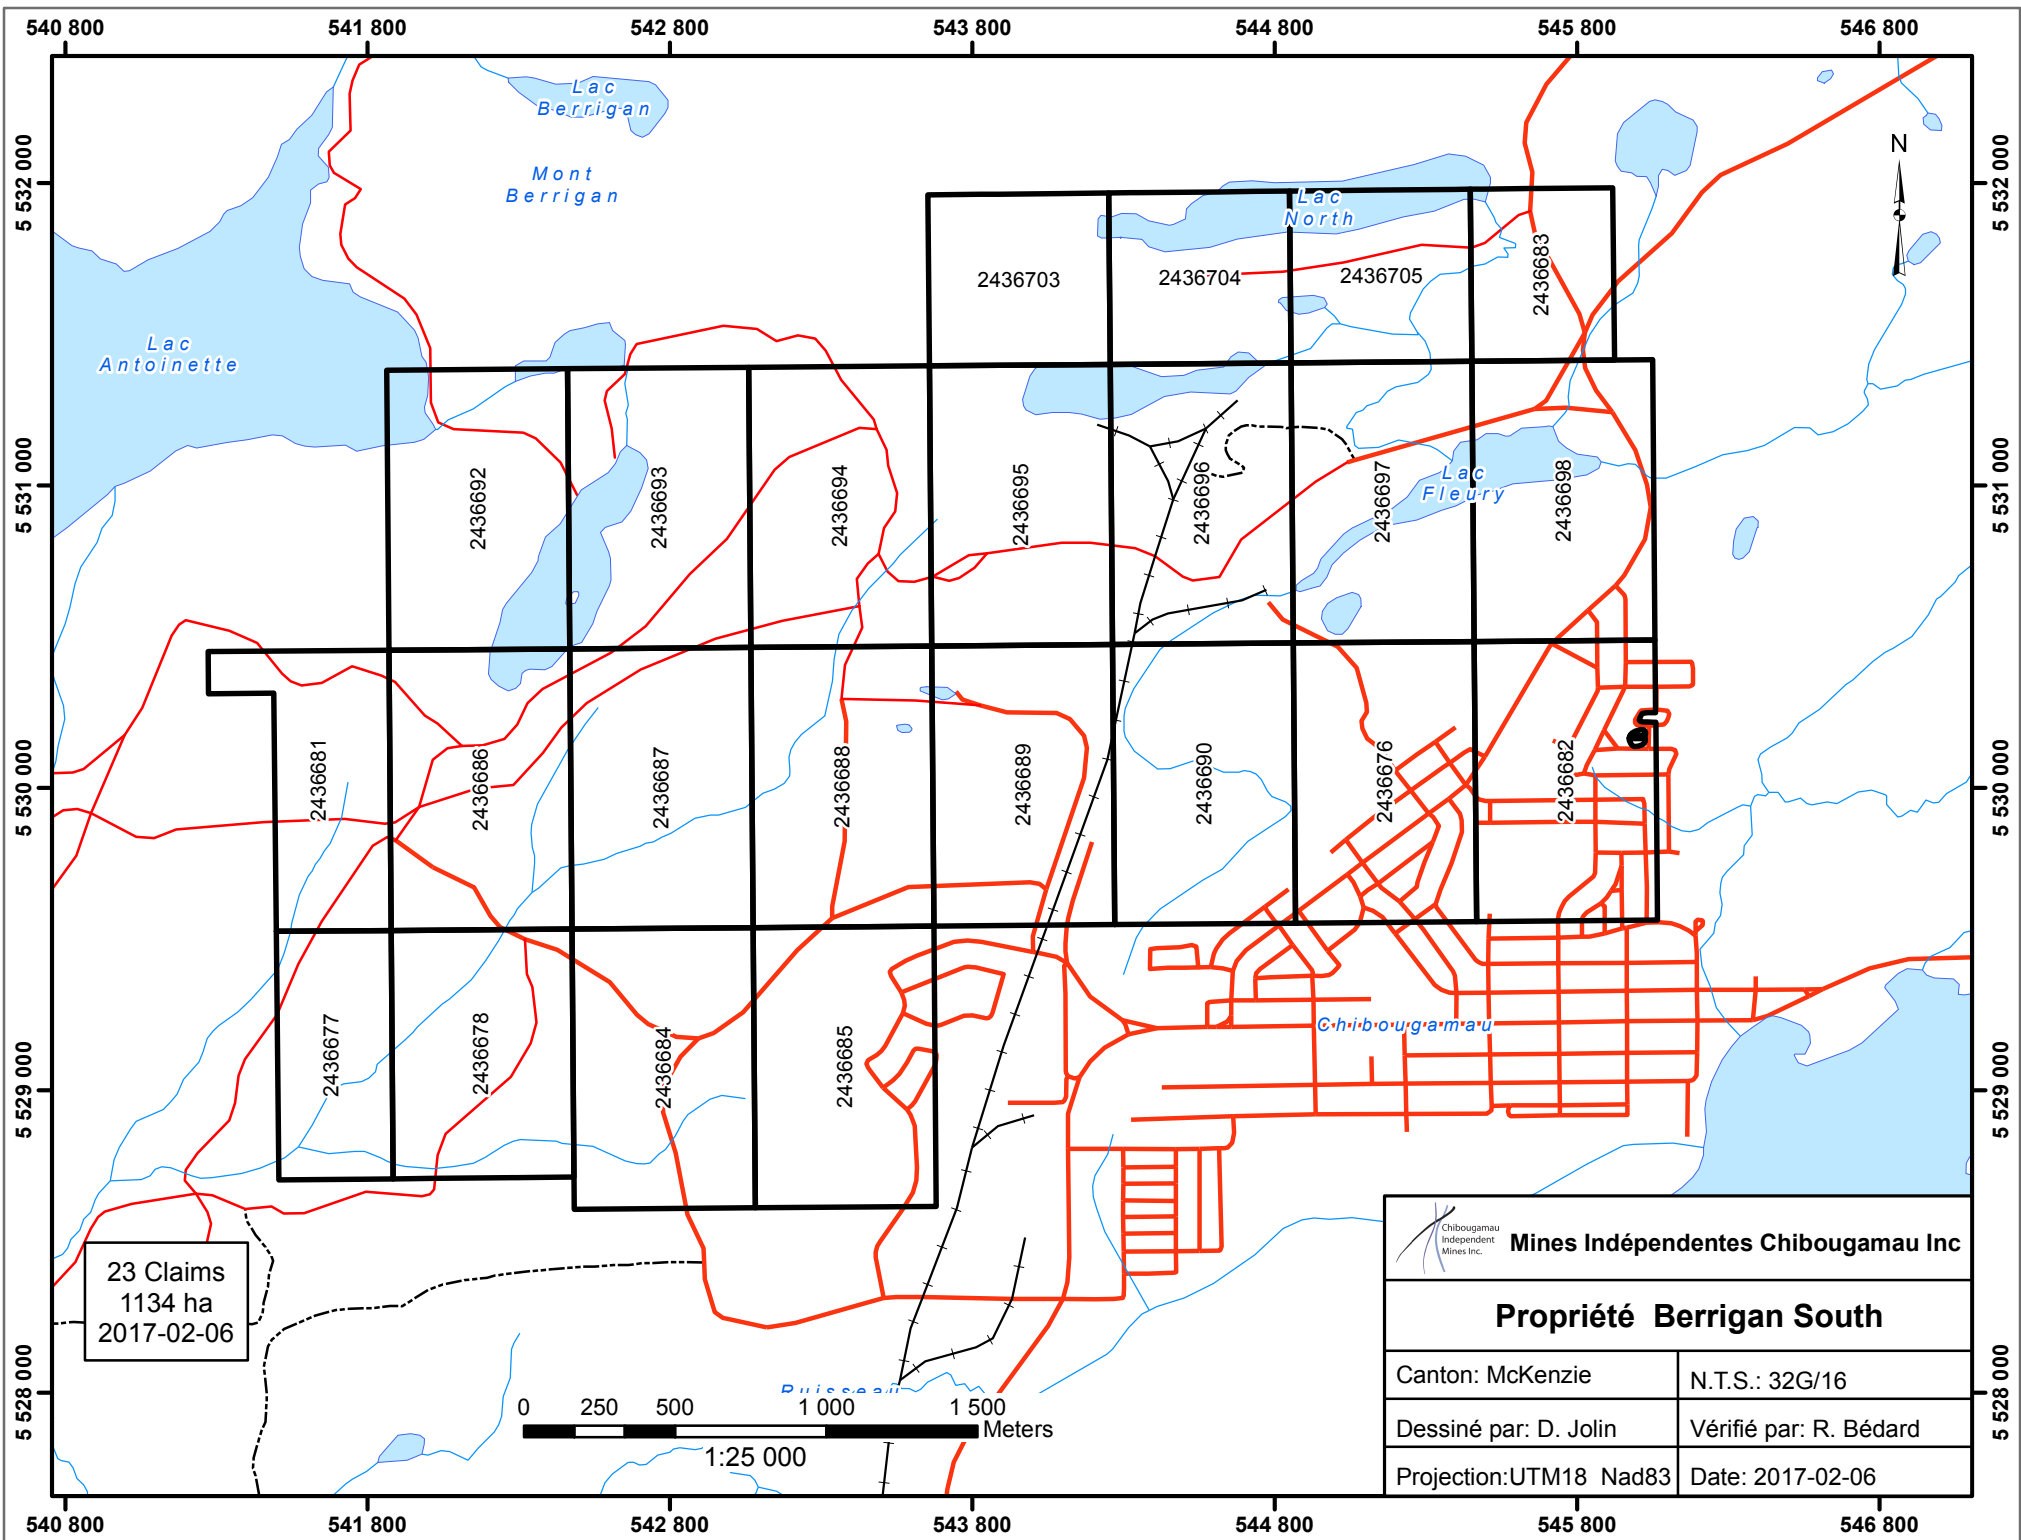 540 800 541 800 542 800 543 800 544 800 545 800 546 800
Lac
Berrigan
Mont
Berrigan
5 532 000
5 532 000
N
Lac
North
2436703
2436704
2436705
2436683
Lac
Antoinette
5 531 000
5 531 000
2436692
2436693
2436694
2436695
2436696
2436697
2436698
Lac
Fleury
5 530 000
5 530 000
2436681
2436686
2436687
2436688
2436689
2436690
2436676
2436682
5 529 000
5 529 000
2436677
2436678
2436684
2436685
Chibougamau
23 Claims
1134 ha
2017-02-06
Chibougamau
Independent
Mines Inc.
Mines Indépendentes Chibougamau Inc
Propriété Berrigan South
Canton: McKenzie
N.T.S.: 32G/16
Dessiné par: D. Jolin
Vérifié par: R. Bédard
Projection:UTM18 Nad83
Date: 2017-02-06
5 528 000
5 528 000
Ruisseau
0 250 500 1 000 1 500
Meters
1:25 000
540 800 541 800 542 800 543 800 544 800 545 800 546 800